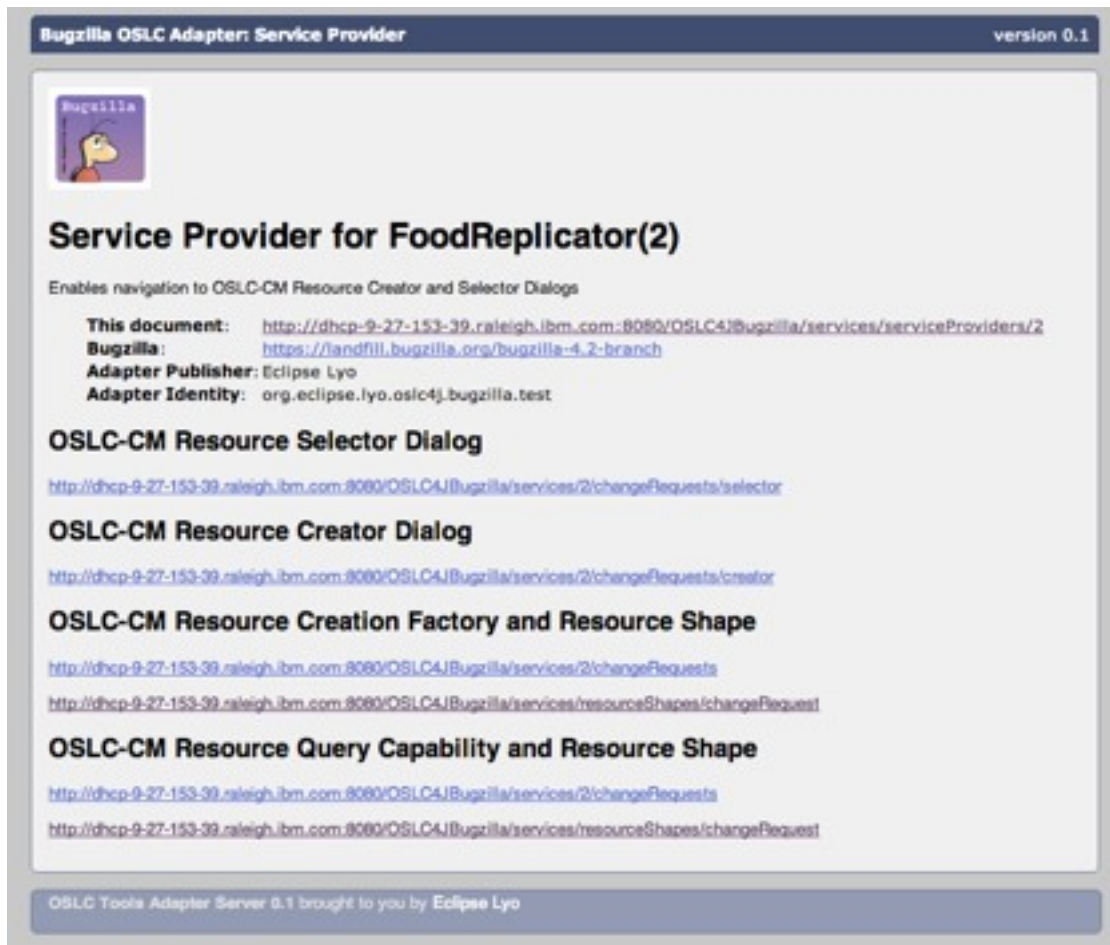 Bugzilla OSLC Adapter: Service Provider version 0.1
Bugzilla
Service Provider for FoodReplicator(2)
Enables navigation to OSLC-CM Resource Creator and Selector Dialogs
This document: http://dhcp-9-27-153-39.raleigh.ibm.com:8080/OSLC4JBugzilla/services/serviceProviders/2
Bugzilla: https://landfill.bugzilla.org/bugzilla-4.2-branch
Adapter Publisher: Eclipse Lyo
Adapter Identity: org.eclipse.lyo.oslc4j.bugzilla.test
OSLC-CM Resource Selector Dialog
http://dhcp-9-27-153-39.raleigh.ibm.com:8080/OSLC4JBugzilla/services/2/changeRequests/selector
OSLC-CM Resource Creator Dialog
http://dhcp-9-27-153-39.raleigh.ibm.com:8080/OSLC4JBugzilla/services/2/changeRequests/creator
OSLC-CM Resource Creation Factory and Resource Shape
http://dhcp-9-27-153-39.raleigh.ibm.com:8080/OSLC4JBugzilla/services/2/changeRequests
http://dhcp-9-27-153-39.raleigh.ibm.com:8080/OSLC4JBugzilla/services/resourceShapes/changeRequest
OSLC-CM Resource Query Capability and Resource Shape
http://dhcp-9-27-153-39.raleigh.ibm.com:8080/OSLC4JBugzilla/services/2/changeRequests
http://dhcp-9-27-153-39.raleigh.ibm.com:8080/OSLC4JBugzilla/services/resourceShapes/changeRequest
OSLC Tools Adapter Server 0.1 brought to you by Eclipse Lyo